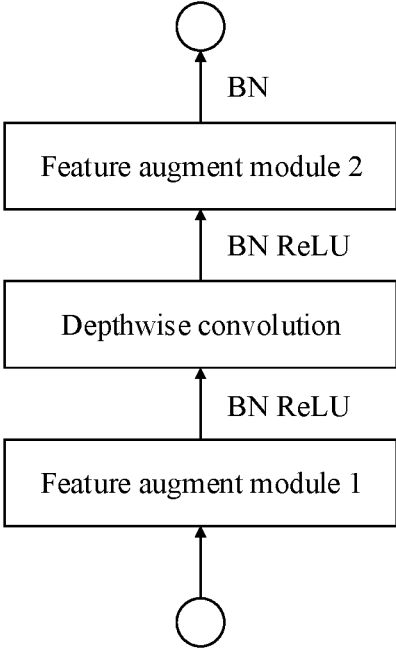 BN
Feature augment module 2
BN ReLU
Depthwise convolution
BN ReLU
Feature augment module 1